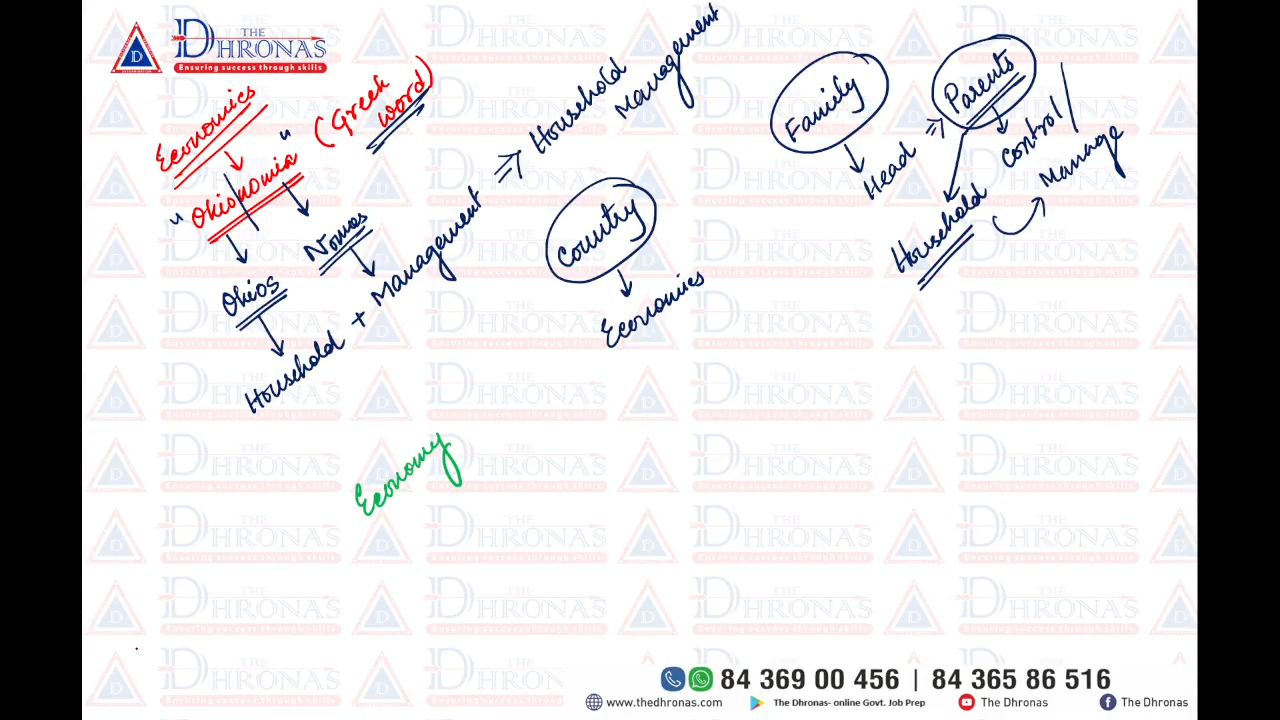 THE
DHRONAS
Ensuring success through skills
D
Economics
"Okionomia" (Greek word)
Okios
Nomos
Household + Management ⇒ Household Management
Country
Economics
Family
Head ⇒ Parents
Control /
Manage
Household
Economy
84 369 00 456 | 84 365 86 516
www.thedhronas.com
The Dhronas- online Govt. Job Prep
The Dhronas
The Dhronas